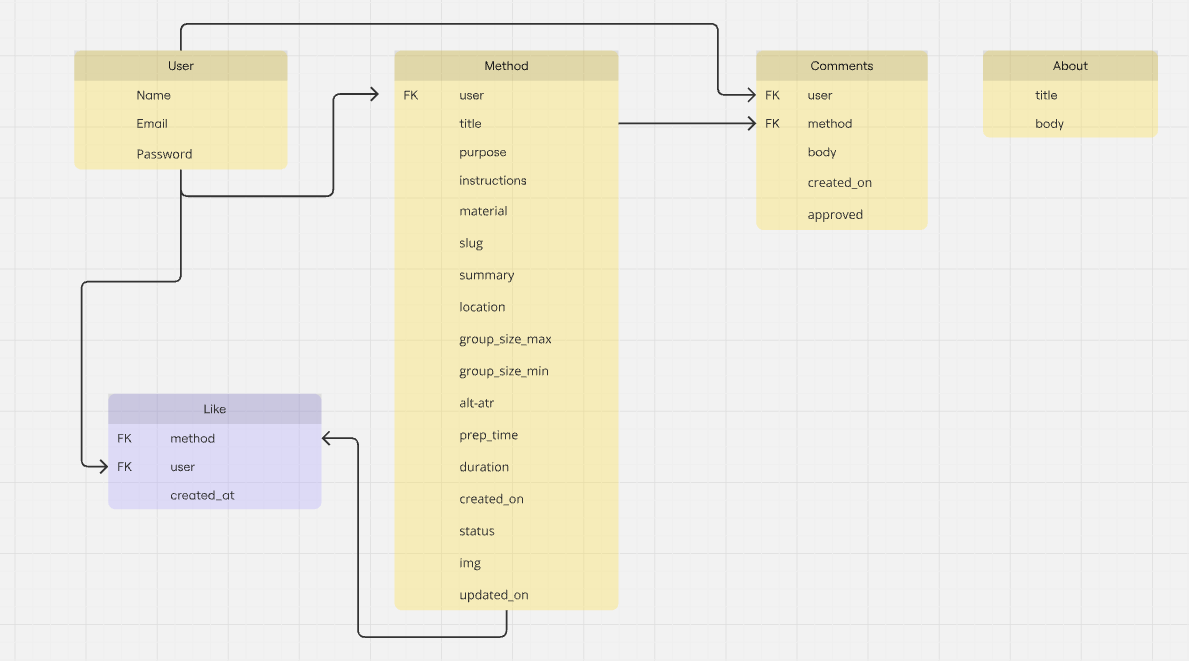 User
Name
Email
Password
Method
FK user
title
purpose
instructions
material
slug
summary
location
group_size_max
group_size_min
alt-atr
prep_time
duration
created_on
status
img
updated_on
Comments
FK user
FK method
body
created_on
approved
About
title
body
Like
FK method
FK user
created_at